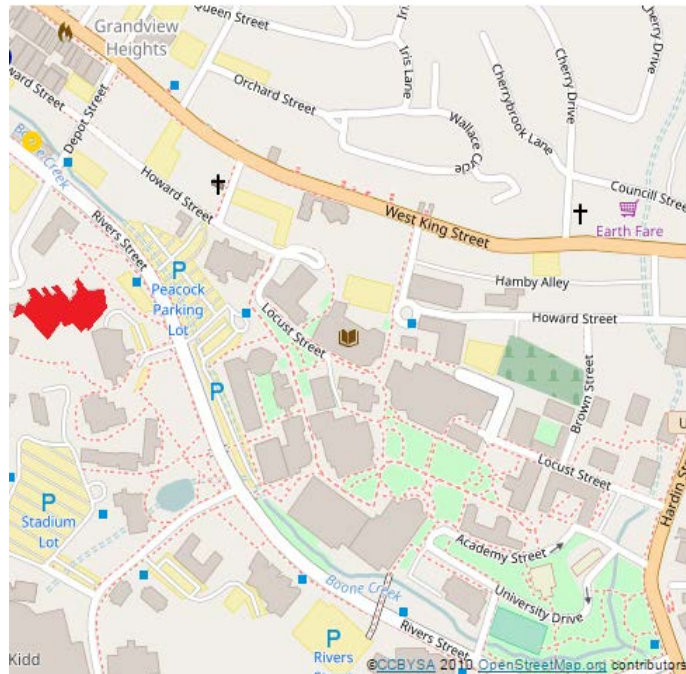 Queen Street
Grandview
Heights
Iris
Iris Lane
Cherry Drive
Cherry Drive
Cherrybrook Lane
Orchard Street
Wallace Circle
Howard Street
Depot Street
Boone Creek
Howard Street
Councill Stree
Earth Fare
West King Street
Rivers Street
P
Peacock
Parking
Lot
Hamby Alley
Howard Street
Locust Street
P
Brown Street
Locust Street
U
Hardin St
P
Stadium
Lot
Academy Street
University Drive
Boone Creek
Rivers Street
P
Rivers
Kidd
©CCBYSA 2010 OpenStreetMap.org contributors